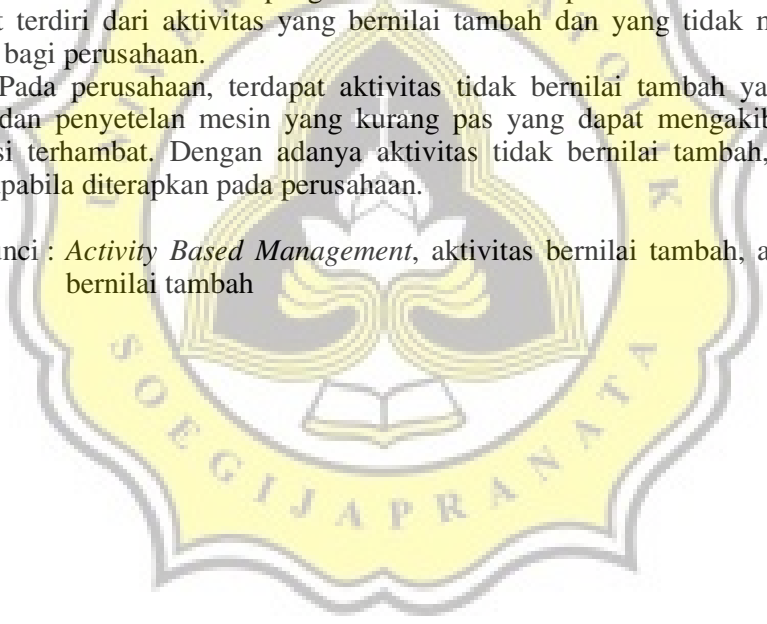 t terdiri dari aktivitas yang bernilai tambah dan yang tidak
bagi perusahaan.
Pada perusahaan, terdapat aktivitas tidak bernilai tambah ya
dan penyetelan mesin yang kurang pas yang dapat mengakib
si terhambat. Dengan adanya aktivitas tidak bernilai tambah,
pabila diterapkan pada perusahaan.
nci : Activity Based Management, aktivitas bernilai tambah, a
bernilai tambah
SOEGIJAPRANATA